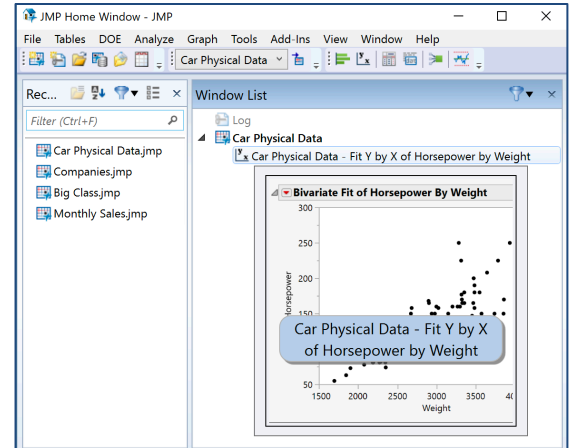 JMP Home Window - JMP
File Tables DOE Analyze Graph Tools Add-Ins View Window Help
Car Physical Data
Rec...
Filter (Ctrl+F)
Car Physical Data.jmp
Companies.jmp
Big Class.jmp
Monthly Sales.jmp
Window List
Log
Car Physical Data
Car Physical Data - Fit Y by X of Horsepower by Weight
Bivariate Fit of Horsepower By Weight
300
250
200
150
50
Horsepower
Car Physical Data - Fit Y by X
of Horsepower by Weight
1500 2000 2500 3000 3500
Weight